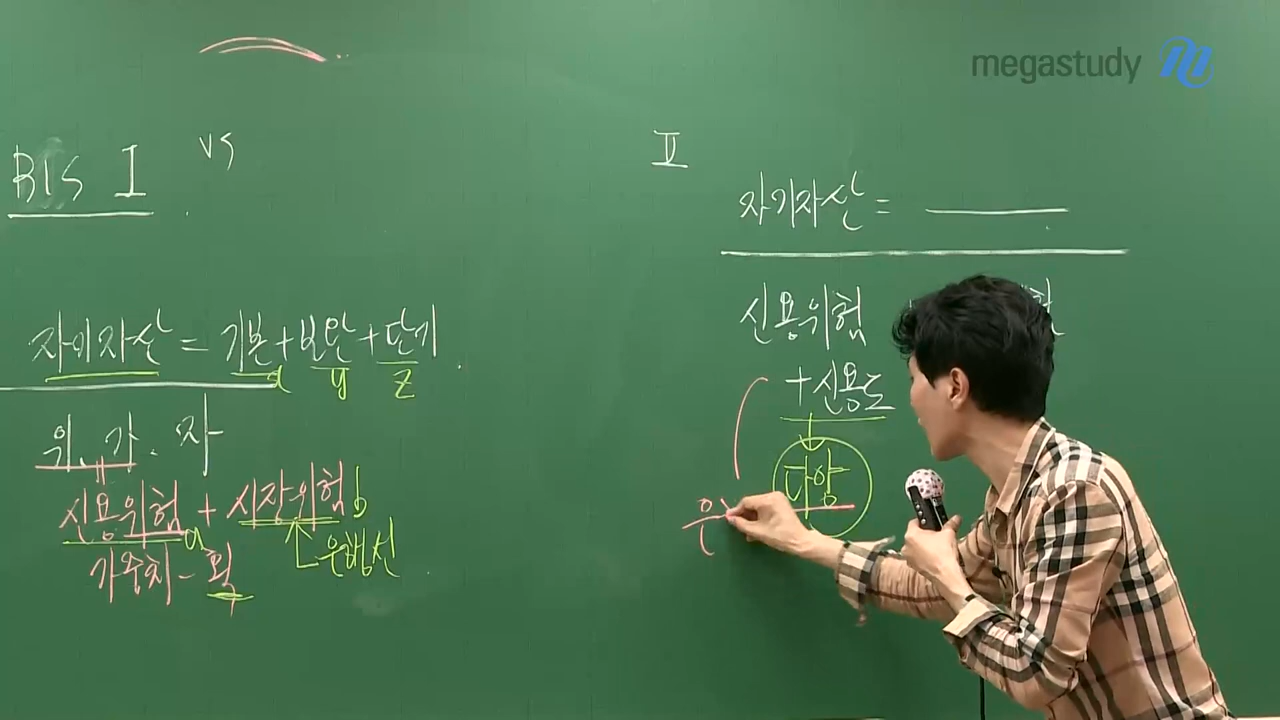 megastudy
BIS I vs
자기자산 = 기본 + 보완 + 단기
x y z
위. 가. 자
신용위험 + 시장위험 b
a
가중치 - 획
은행선
II
자기자산 =
신용위험
+ 신용도
다양